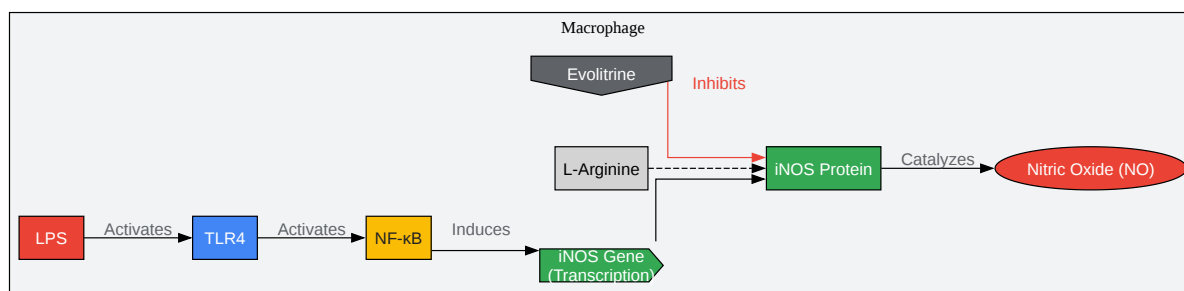 Macrophage
Evolitrine
Inhibits
L-Arginine
iNOS Protein
Catalyzes
Nitric Oxide (NO)
LPS
Activates
TLR4
Activates
NF-κB
Induces
iNOS Gene
(Transcription)